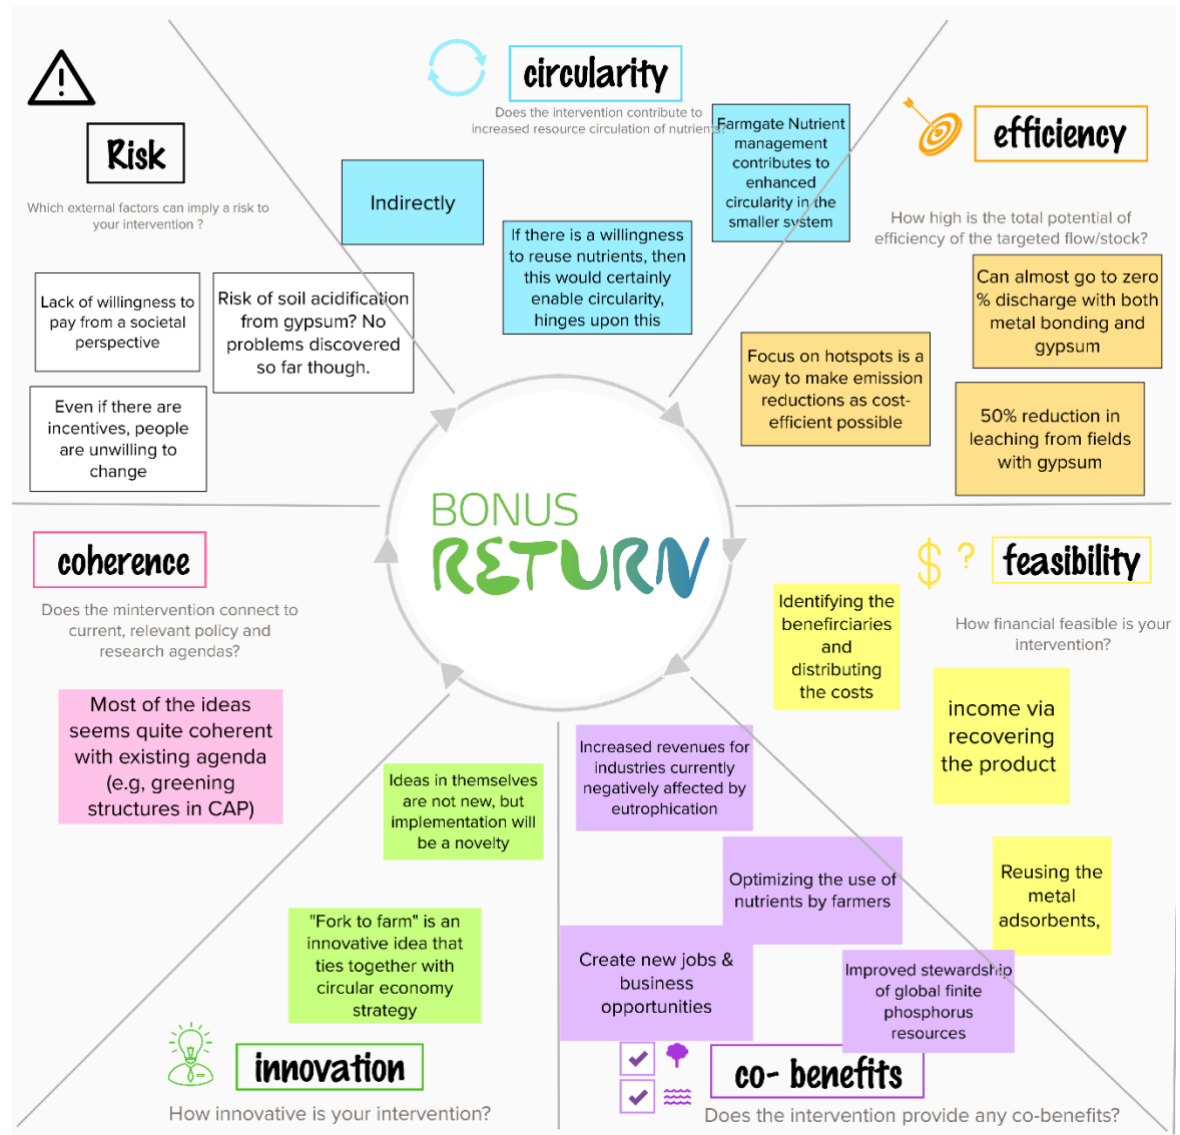 Risk
Which external factors can imply a risk to
your intervention ?
Lack of willingness to
pay from a societal
perspective
Risk of soil acidification
from gypsum? No
problems discovered
so far though.
Even if there are
incentives, people
are unwilling to
change
circularity
Does the intervention contribute to
increased resource circulation of nutrients?
Indirectly
If there is a willingness
to reuse nutrients, then
this would certainly
enable circularity,
hinges upon this
Farmgate Nutrient
management
contributes to
enhanced
circularity in the
smaller system
efficiency
How high is the total potential of
efficiency of the targeted flow/stock?
Can almost go to zero
% discharge with both
metal bonding and
gypsum
Focus on hotspots is a
way to make emission
reductions as cost-
efficient possible
50% reduction in
leaching from fields
with gypsum
BONUS
RETURN
coherence
Does the mintervention connect to
current, relevant policy and
research agendas?
Most of the ideas
seems quite coherent
with existing agenda
(e.g, greening
structures in CAP)
$ ?
feasibility
How financial feasible is your
intervention?
Identifying the
benefirciaries
and
distributing
the costs
income via
recovering
the product
Reusing the
metal
adsorbents,
Ideas in themselves
are not new, but
implementation will
be a novelty
"Fork to farm" is an
innovative idea that
ties together with
circular economy
strategy
innovation
How innovative is your intervention?
Increased revenues for
industries currently
negatively affected by
eutrophication
Optimizing the use of
nutrients by farmers
Create new jobs &
business
opportunities
Improved stewardship
of global finite
phosphorus
resources
co- benefits
Does the intervention provide any co-benefits?